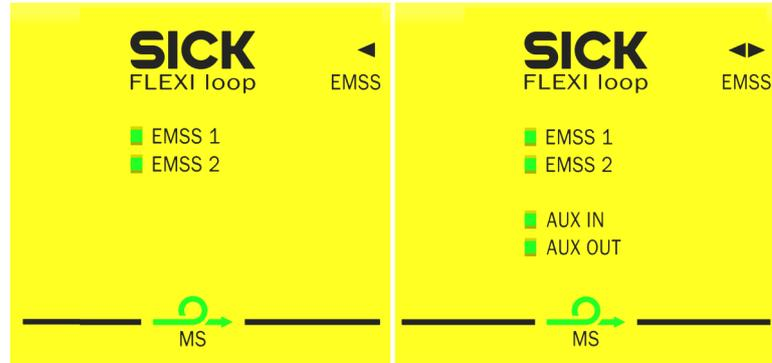 SICK
FLEXI loop
EMSS
EMSS 1
EMSS 2
MS
SICK
FLEXI loop
EMSS
EMSS 1
EMSS 2
AUX IN
AUX OUT
MS